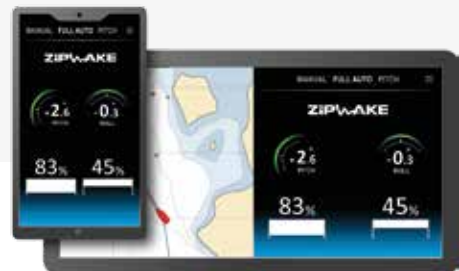 MANUAL FULL AUTO PITCH
ZIPWAKE
-2.6
PITCH
-0.3
ROLL
83%
45%
MANUAL FULL AUTO PITCH
ZIPWAKE
-2.6
PITCH
-0.3
ROLL
83%
45%